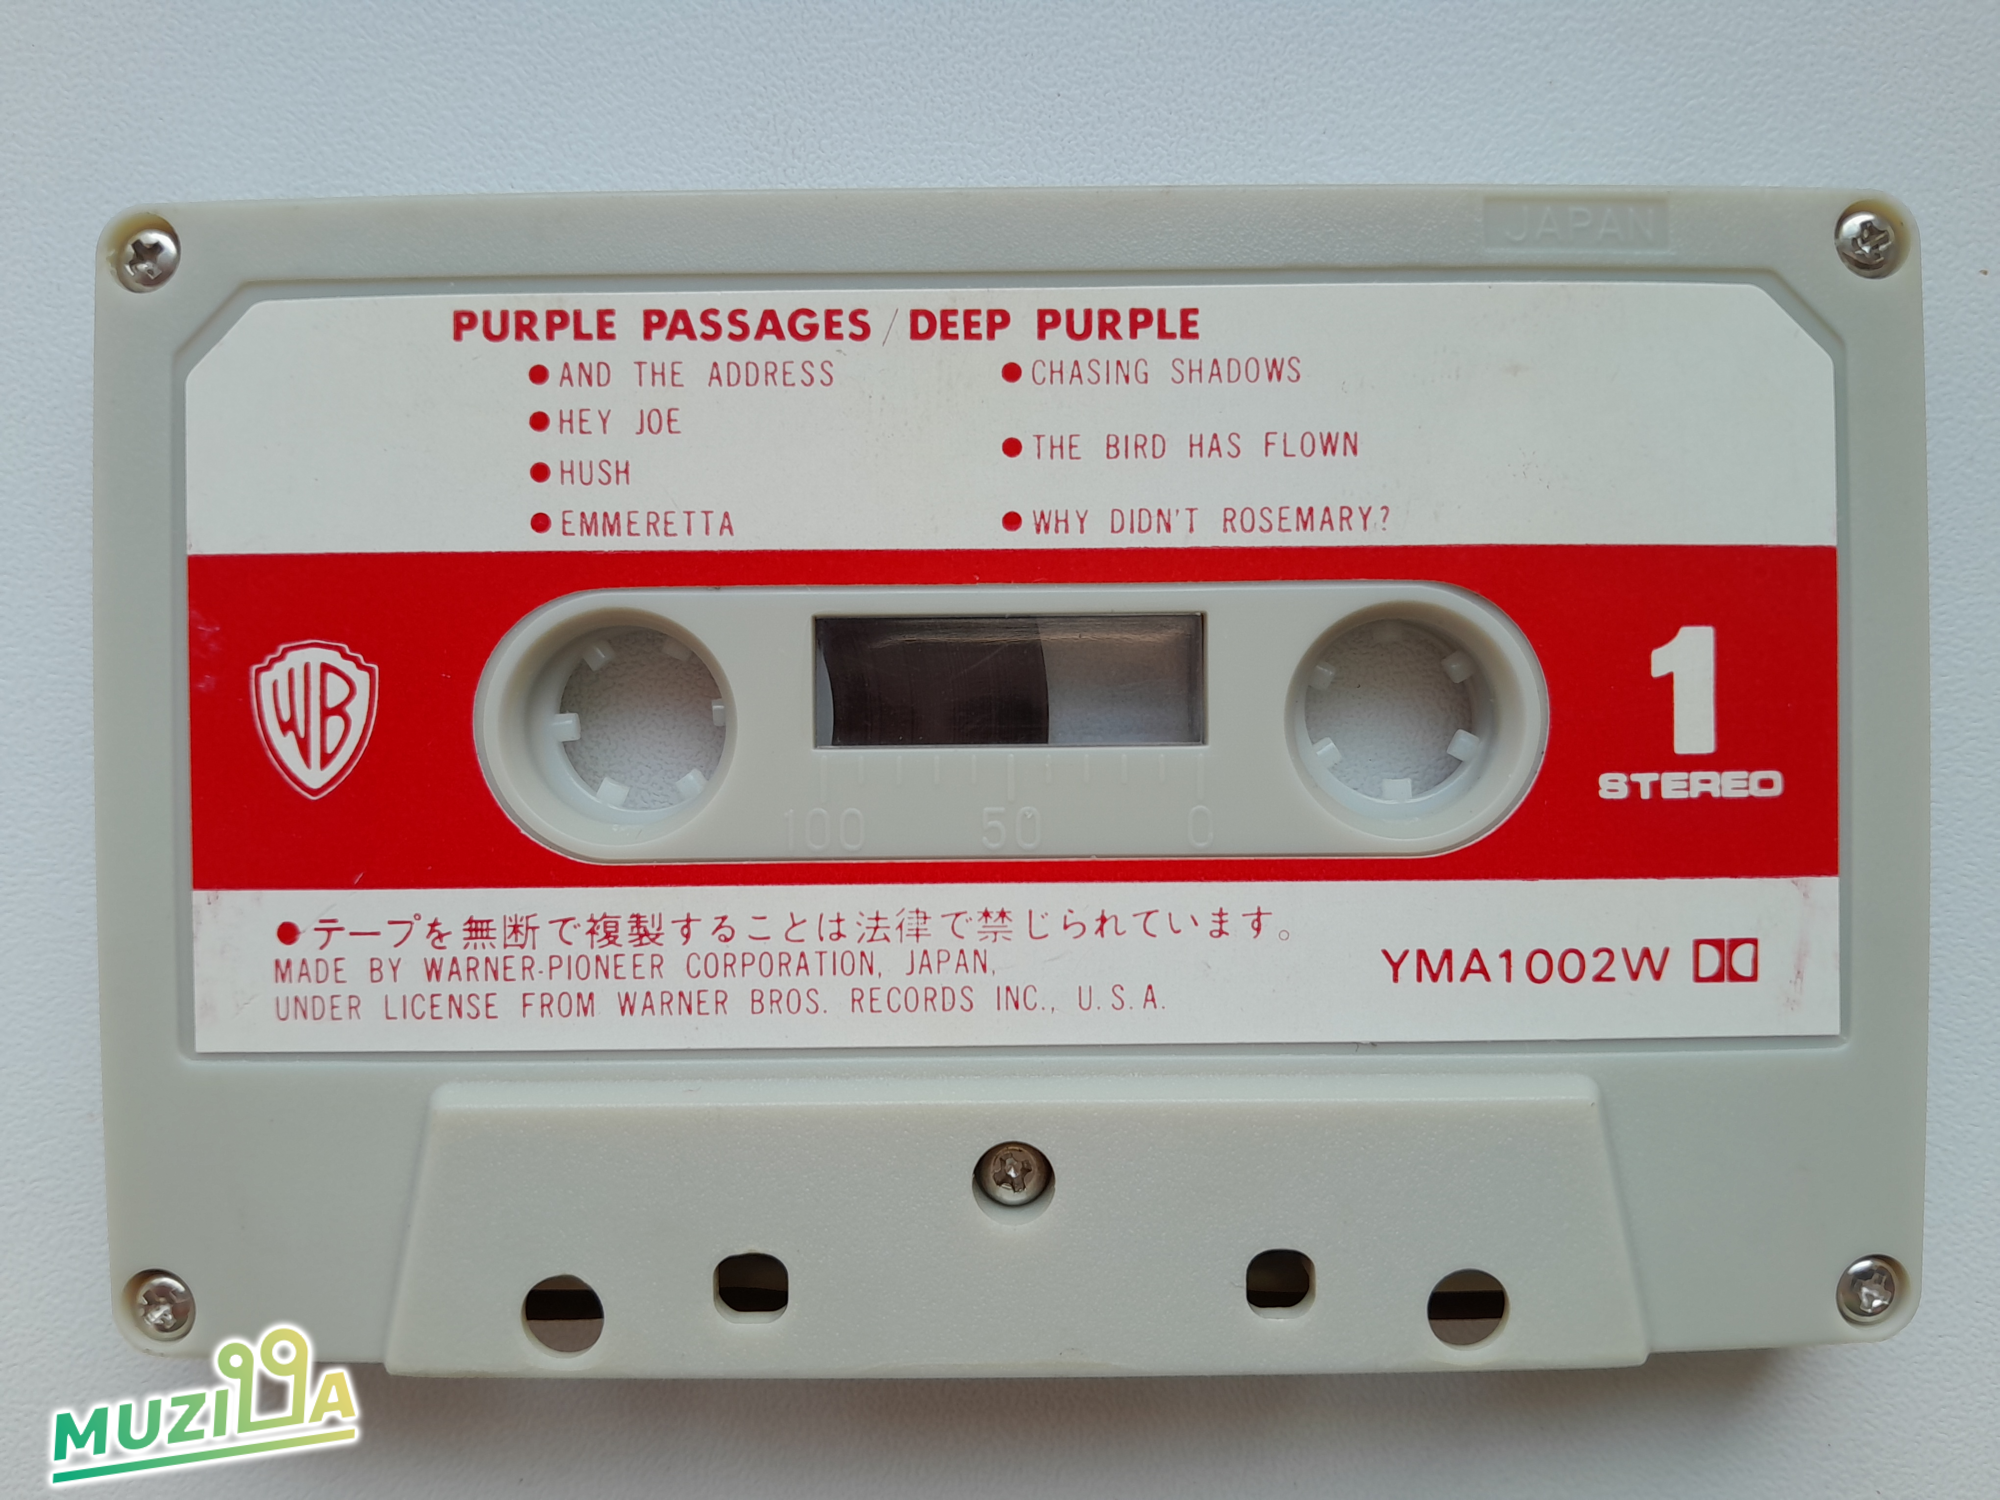 JAPAN
PURPLE PASSAGES / DEEP PURPLE
● AND THE ADDRESS
● HEY JOE
● HUSH
● EMMERETTA
● CHASING SHADOWS
● THE BIRD HAS FLOWN
● WHY DIDN'T ROSEMARY?
WB
1
STEREO
100 50 0
● テープを無断で複製することは法律で禁じられています。
MADE BY WARNER-PIONEER CORPORATION, JAPAN,
UNDER LICENSE FROM WARNER BROS. RECORDS INC., U.S.A.
YMA1002W
MUZILLA